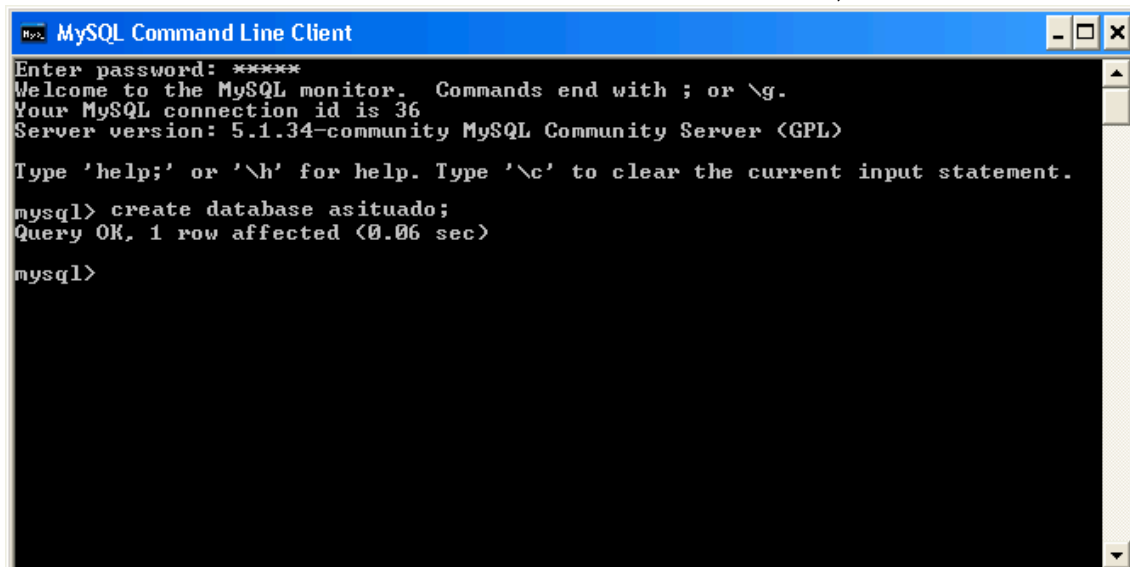 MySQL Command Line Client
Enter password: *****
Welcome to the MySQL monitor.  Commands end with ; or \g.
Your MySQL connection id is 36
Server version: 5.1.34-community MySQL Community Server (GPL)
Type 'help;' or '\h' for help. Type '\c' to clear the current input statement.
mysql> create database asituado;
Query OK, 1 row affected (0.06 sec)
mysql>